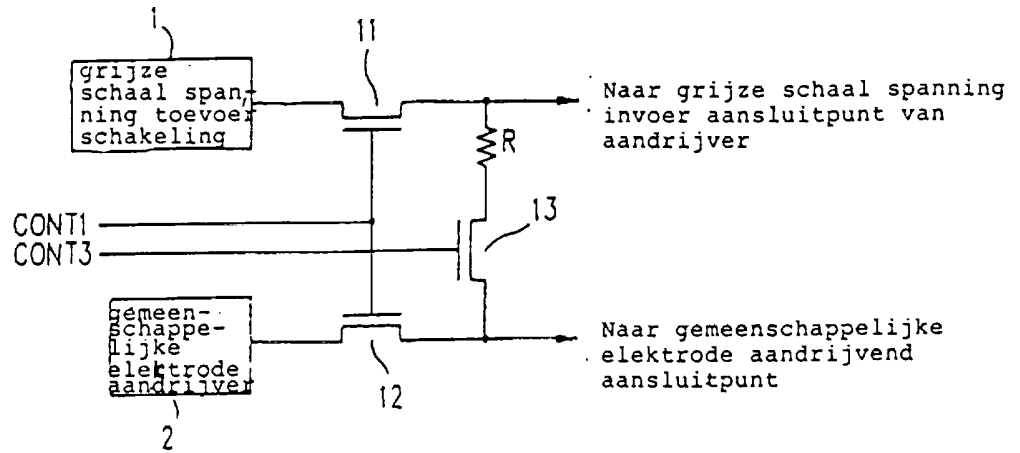 1
11
grijze
schaal span,-
ning toevoer
schakeling
Naar grijze schaal spanning
invoer aansluitpunt van
aandrijver
R
13
CONT1
CONT3
gemeen-
schappe-
lijke
elektrode
aandrijver
Naar gemeenschappelijke
elektrode aandrijvend
aansluitpunt
12
2